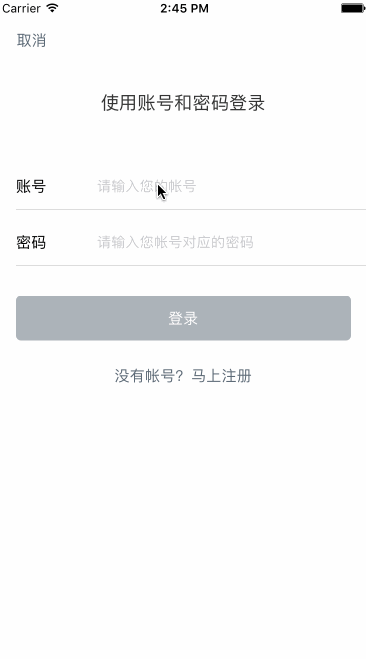 Carrier 2:45 PM
取消
使用账号和密码登录
账号 请输入您的帐号
密码 请输入您帐号对应的密码
登录
没有帐号？马上注册